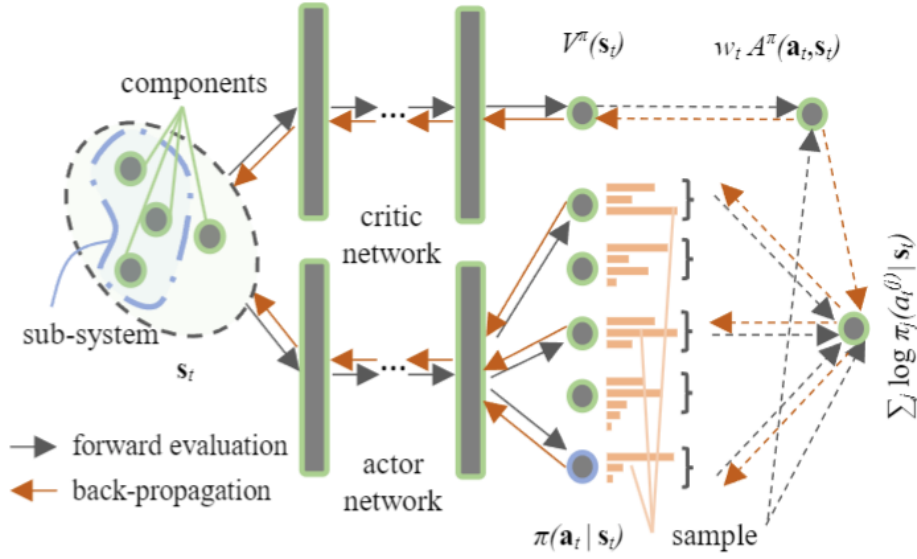 V^π(s_t)
w_t A^π(a_t,s_t)
components
...
critic
network
sub-system
s_t
...
∑_j log π_j(a_t^(j) | s_t)
forward evaluation
back-propagation
actor
network
π(a_t | s_t)
sample